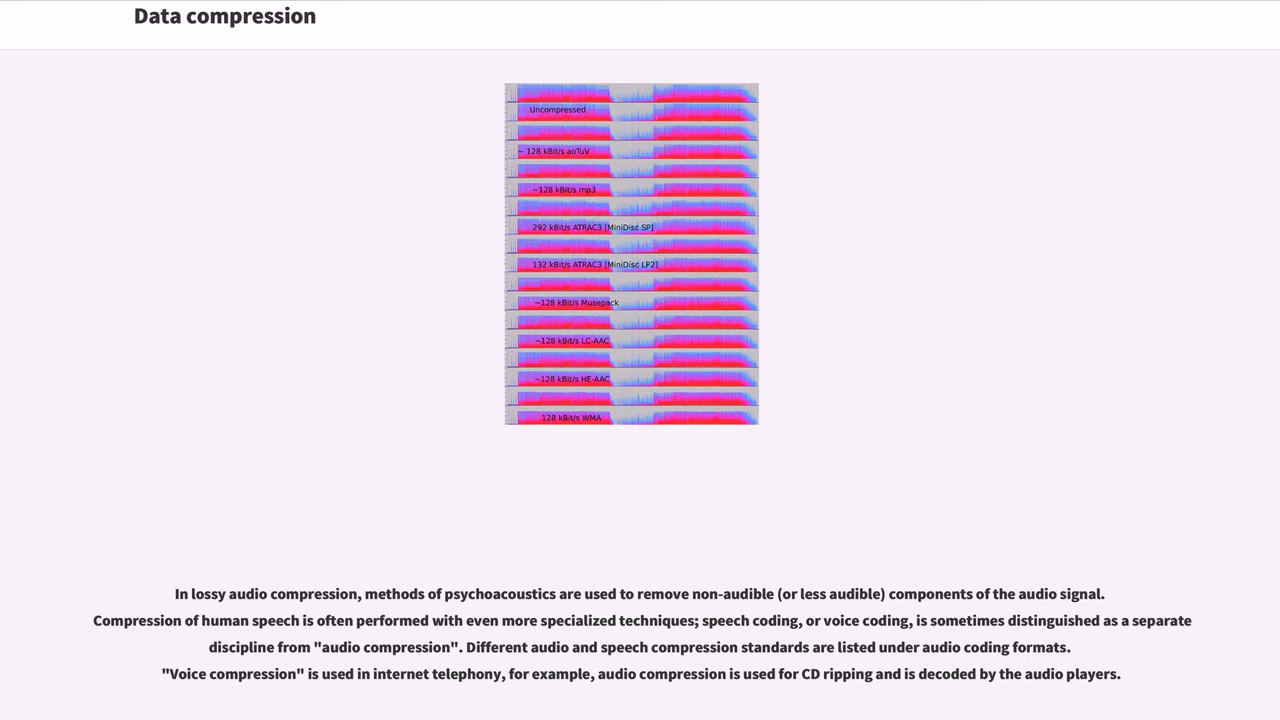 Data compression
Uncompressed
~ 128 kBit/s aoTuV
~128 kBit/s mp3
292 kBit/s ATRAC3 [MiniDisc SP]
132 kBit/s ATRAC3 [MiniDisc LP2]
~128 kBit/s Musepack
~128 kBit/s LC-AAC
~128 kBit/s HE-AAC
128 kBit/s WMA
In lossy audio compression, methods of psychoacoustics are used to remove non-audible (or less audible) components of the audio signal.
Compression of human speech is often performed with even more specialized techniques; speech coding, or voice coding, is sometimes distinguished as a separate
discipline from "audio compression". Different audio and speech compression standards are listed under audio coding formats.
"Voice compression" is used in internet telephony, for example, audio compression is used for CD ripping and is decoded by the audio players.